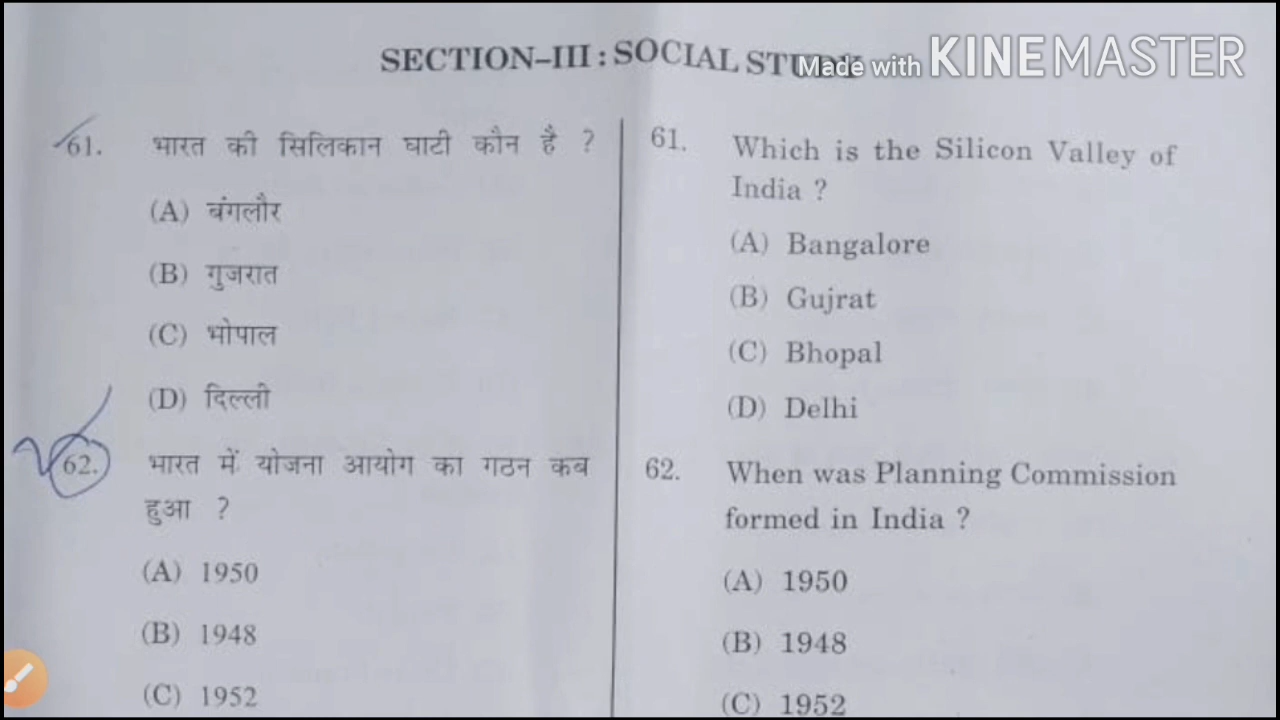 SECTION–III : SOCIAL STUDY
Made with KINEMASTER
61. भारत की सिलिकान घाटी कौन है ?
(A) बंगलौर
(B) गुजरात
(C) भोपाल
(D) दिल्ली
62. भारत में योजना आयोग का गठन कब
हुआ ?
(A) 1950
(B) 1948
(C) 1952
61. Which is the Silicon Valley of
India ?
(A) Bangalore
(B) Gujrat
(C) Bhopal
(D) Delhi
62. When was Planning Commission
formed in India ?
(A) 1950
(B) 1948
(C) 1952